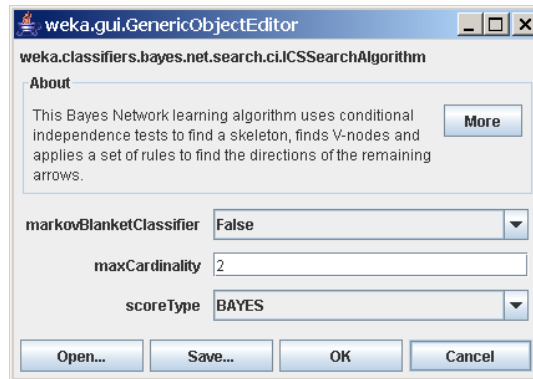 weka.gui.GenericObjectEditor
weka.classifiers.bayes.net.search.ci.ICSSearchAlgorithm
About
This Bayes Network learning algorithm uses conditional
independence tests to find a skeleton, finds V-nodes and
applies a set of rules to find the directions of the remaining
arrows.
More
markovBlanketClassifier False
maxCardinality 2
scoreType BAYES
Open... Save... OK Cancel